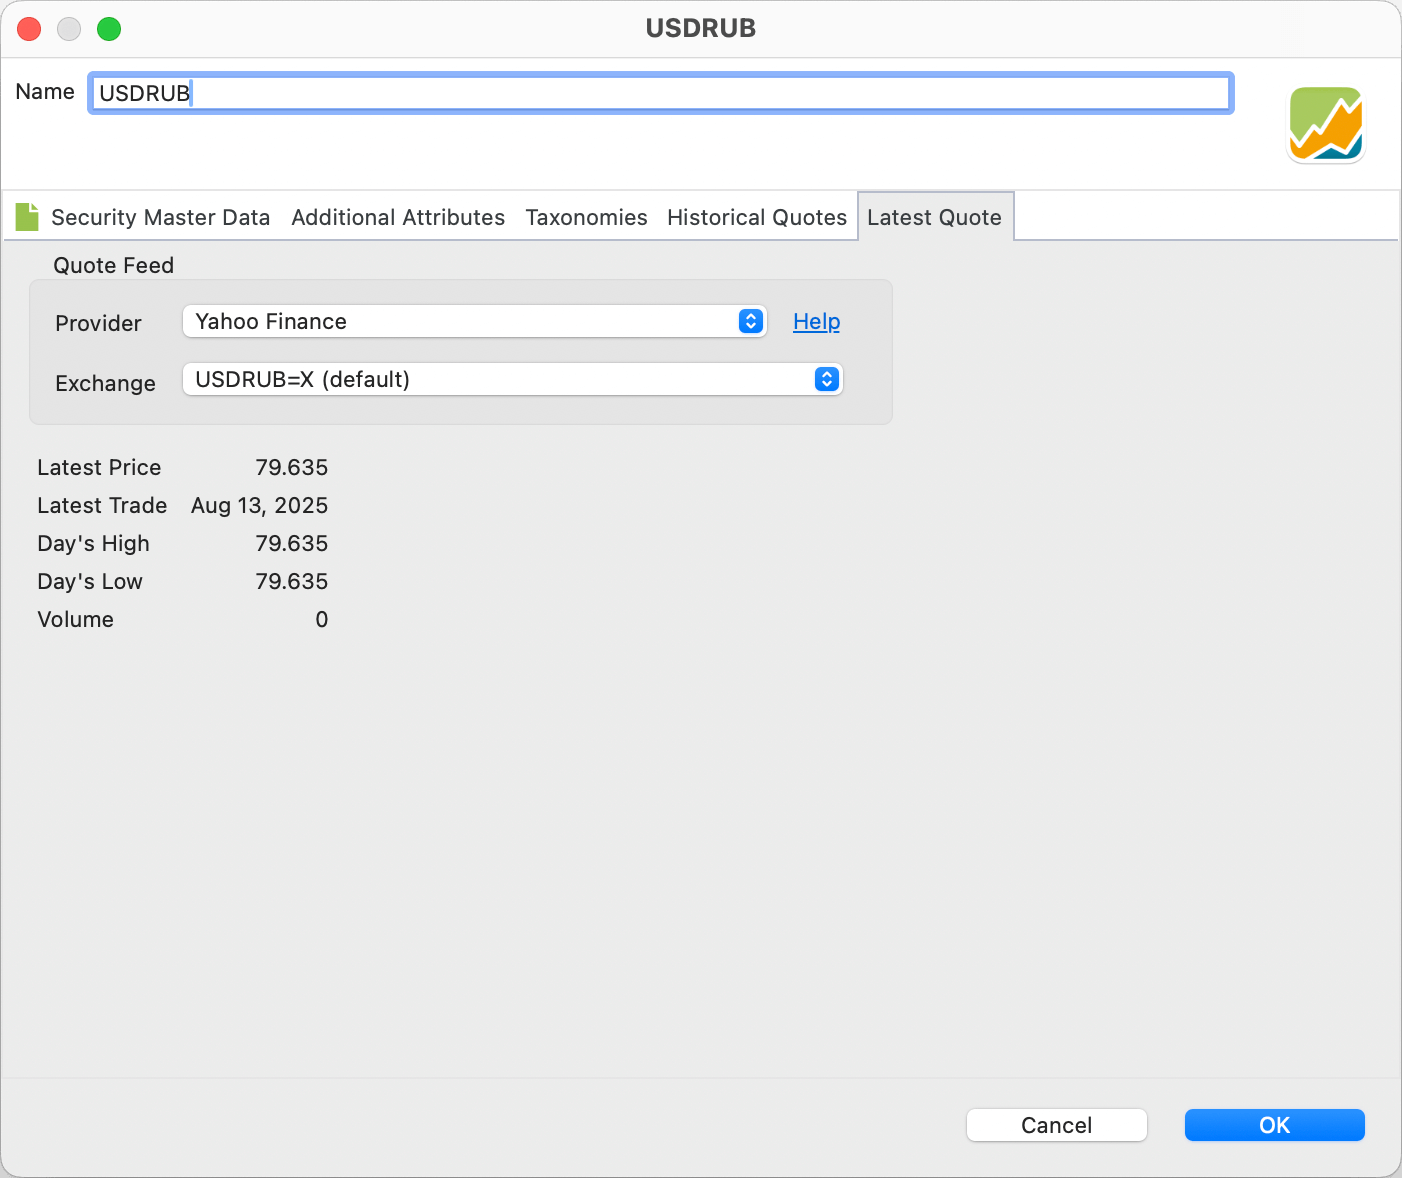 USDRUB
Name USDRUB
Security Master Data Additional Attributes Taxonomies Historical Quotes Latest Quote
Quote Feed
Provider Yahoo Finance Help
Exchange USDRUB=X (default)
Latest Price 79.635
Latest Trade Aug 13, 2025
Day's High 79.635
Day's Low 79.635
Volume 0
Cancel OK